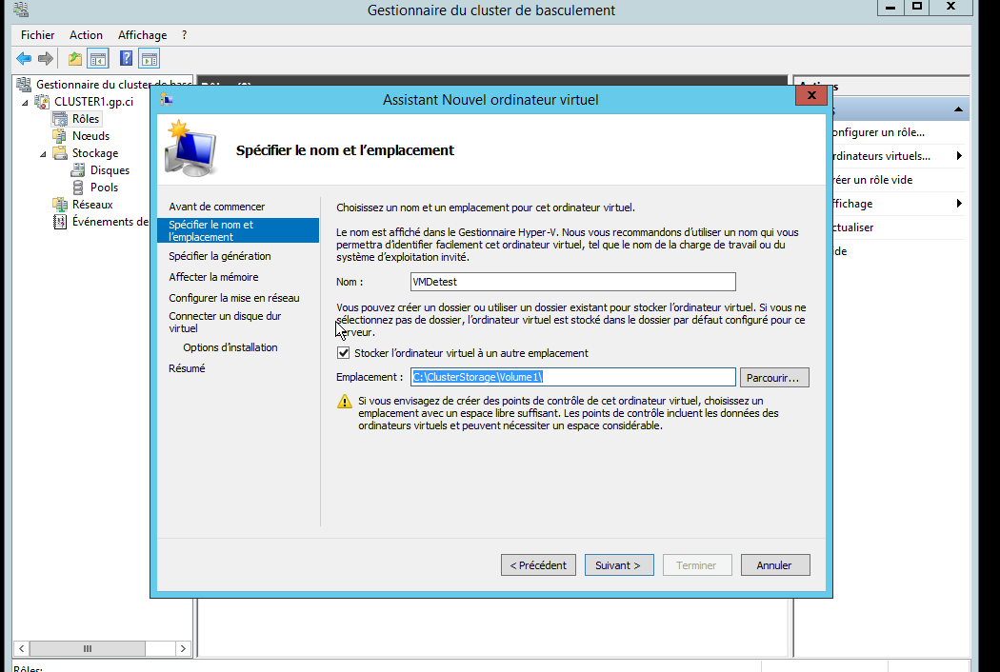 Gestionnaire du cluster de basculement
Fichier Action Affichage ?
Gestionnaire du cluster de basc
CLUSTER1.gp.ci
Rôles
Nœuds
Stockage
Disques
Pools
Réseaux
Événements de
Assistant Nouvel ordinateur virtuel
Spécifier le nom et l'emplacement
Avant de commencer
Spécifier le nom et
l'emplacement
Spécifier la génération
Affecter la mémoire
Configurer la mise en réseau
Connecter un disque dur
virtuel
Options d'installation
Résumé
Choisissez un nom et un emplacement pour cet ordinateur virtuel.
Le nom est affiché dans le Gestionnaire Hyper-V. Nous vous recommandons d'utiliser un nom qui vous
permettra d'identifier facilement cet ordinateur virtuel, tel que le nom de la charge de travail ou du
système d'exploitation invité.
Nom : VMDetest
Vous pouvez créer un dossier ou utiliser un dossier existant pour stocker l'ordinateur virtuel. Si vous ne
sélectionnez pas de dossier, l'ordinateur virtuel est stocké dans le dossier par défaut configuré pour ce
serveur.
Stocker l'ordinateur virtuel à un autre emplacement
Emplacement : C:\ClusterStorage\Volume1\ Parcourir...
Si vous envisagez de créer des points de contrôle de cet ordinateur virtuel, choisissez un
emplacement avec un espace libre suffisant. Les points de contrôle incluent les données des
ordinateurs virtuels et peuvent nécessiter un espace considérable.
< Précédent Suivant > Terminer Annuler
s
onfigurer un rôle...
rdinateurs virtuels...
réer un rôle vide
ffichage
ctualiser
ide
Rôles: